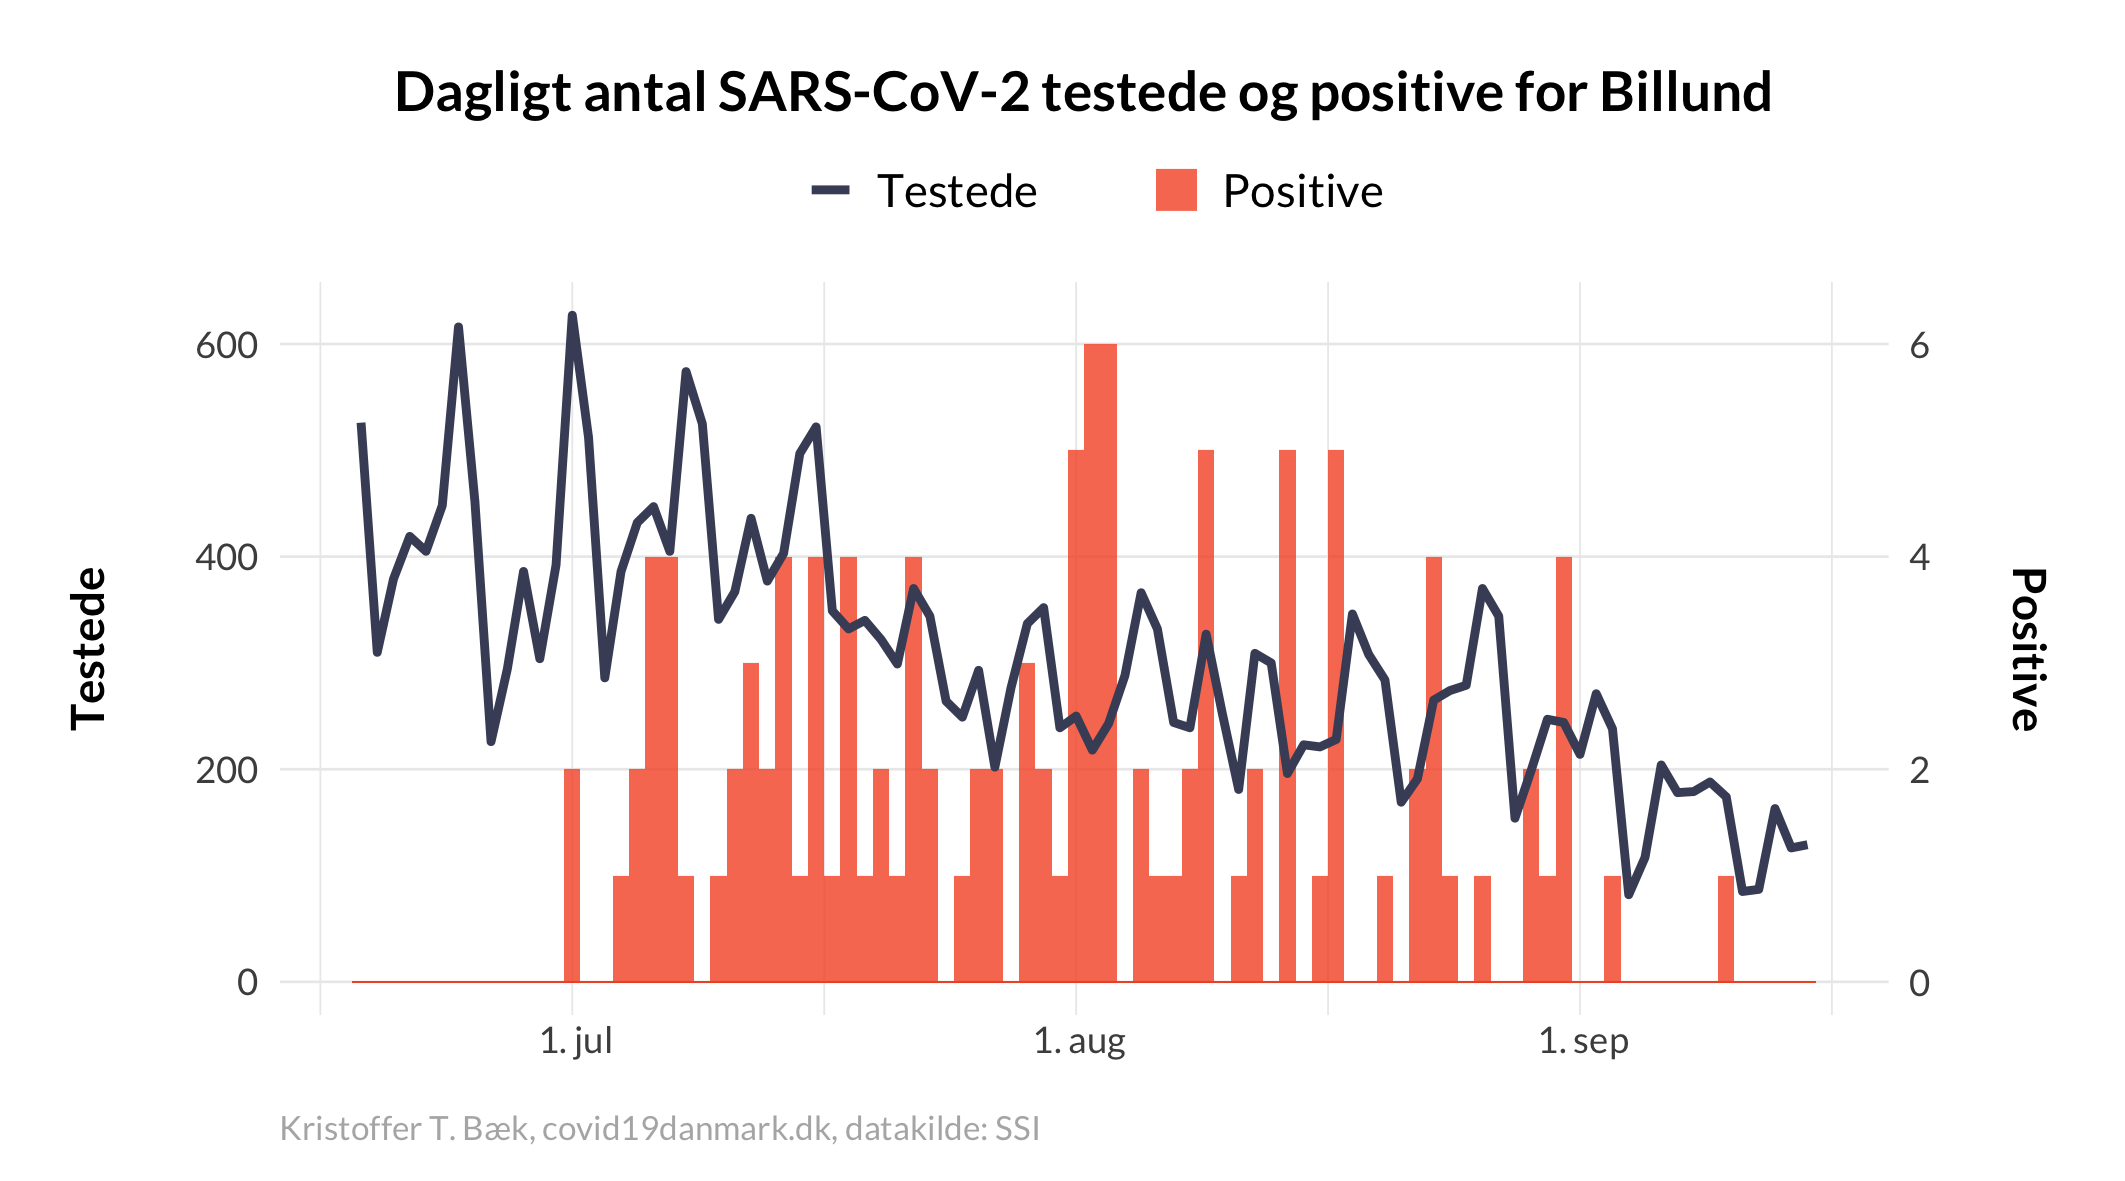 Dagligt antal SARS-CoV-2 testede og positive for Billund
Testede
Positive
600
400
200
0
Testede
6
4
2
0
Positive
1. jul
1. aug
1. sep
Kristoffer T. Bæk, covid19danmark.dk, datakilde: SSI